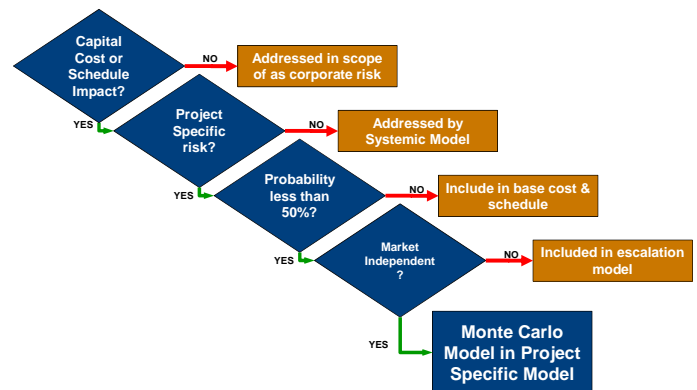 Capital
Cost or
Schedule
Impact?
NO
Addressed in scope
of as corporate risk
YES
Project
Specific
risk?
NO
Addressed by
Systemic Model
YES
Probability
less than
50%?
NO
Include in base cost &
schedule
YES
Market
Independent
?
NO
Included in escalation
model
YES
Monte Carlo
Model in Project
Specific Model